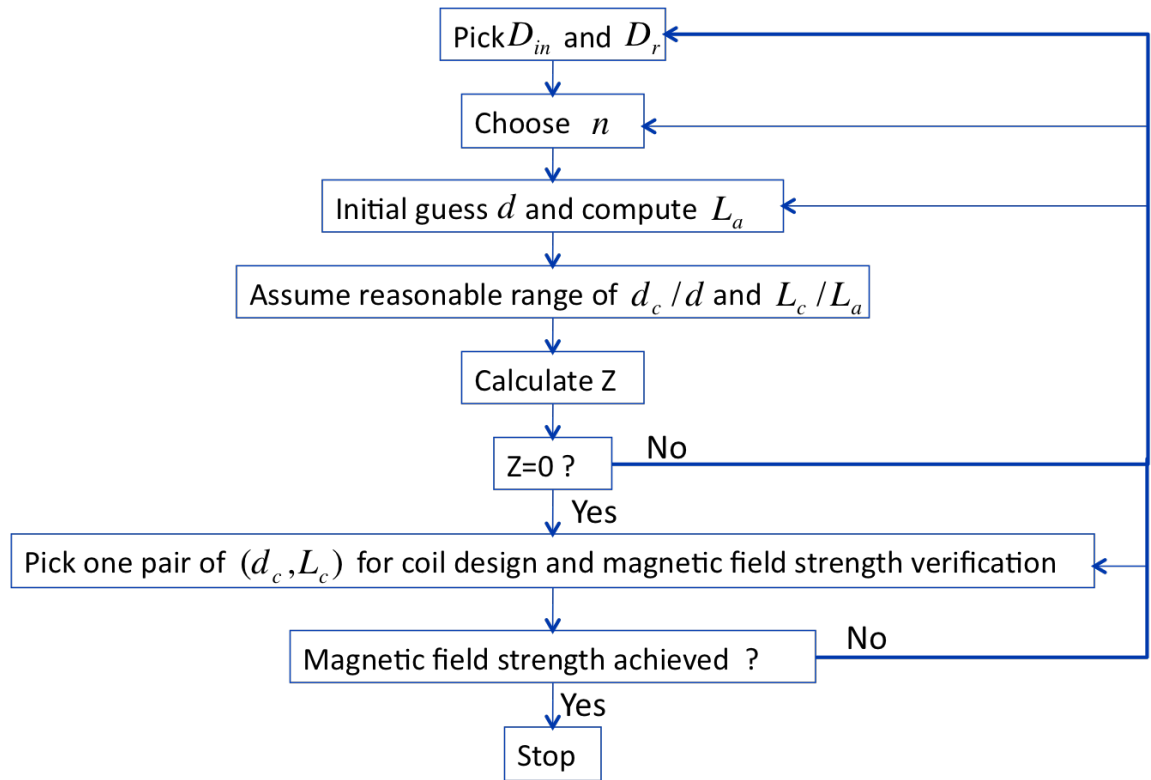 Pick D_in and D_r
Choose n
Initial guess d and compute L_a
Assume reasonable range of d_c / d and L_c / L_a
Calculate Z
Z=0 ?
No
Yes
Pick one pair of (d_c, L_c) for coil design and magnetic field strength verification
Magnetic field strength achieved ?
No
Yes
Stop